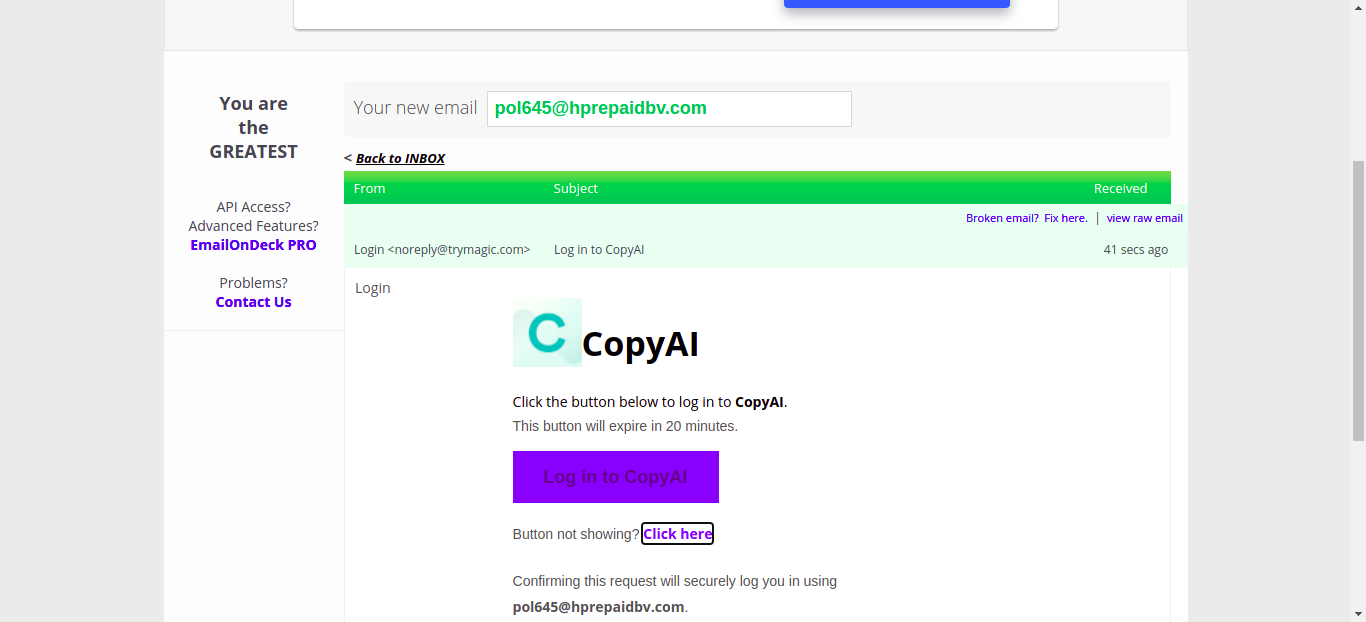 You are
the
GREATEST
API Access?
Advanced Features?
EmailOnDeck PRO
Problems?
Contact Us
Your new email pol645@hprepaidbv.com
< Back to INBOX
From Subject Received
Broken email? Fix here. | view raw email
Login <noreply@trymagic.com> Log in to CopyAI 41 secs ago
Login
C CopyAI
Click the button below to log in to CopyAI.
This button will expire in 20 minutes.
Log in to CopyAI
Button not showing? Click here
Confirming this request will securely log you in using
pol645@hprepaidbv.com.